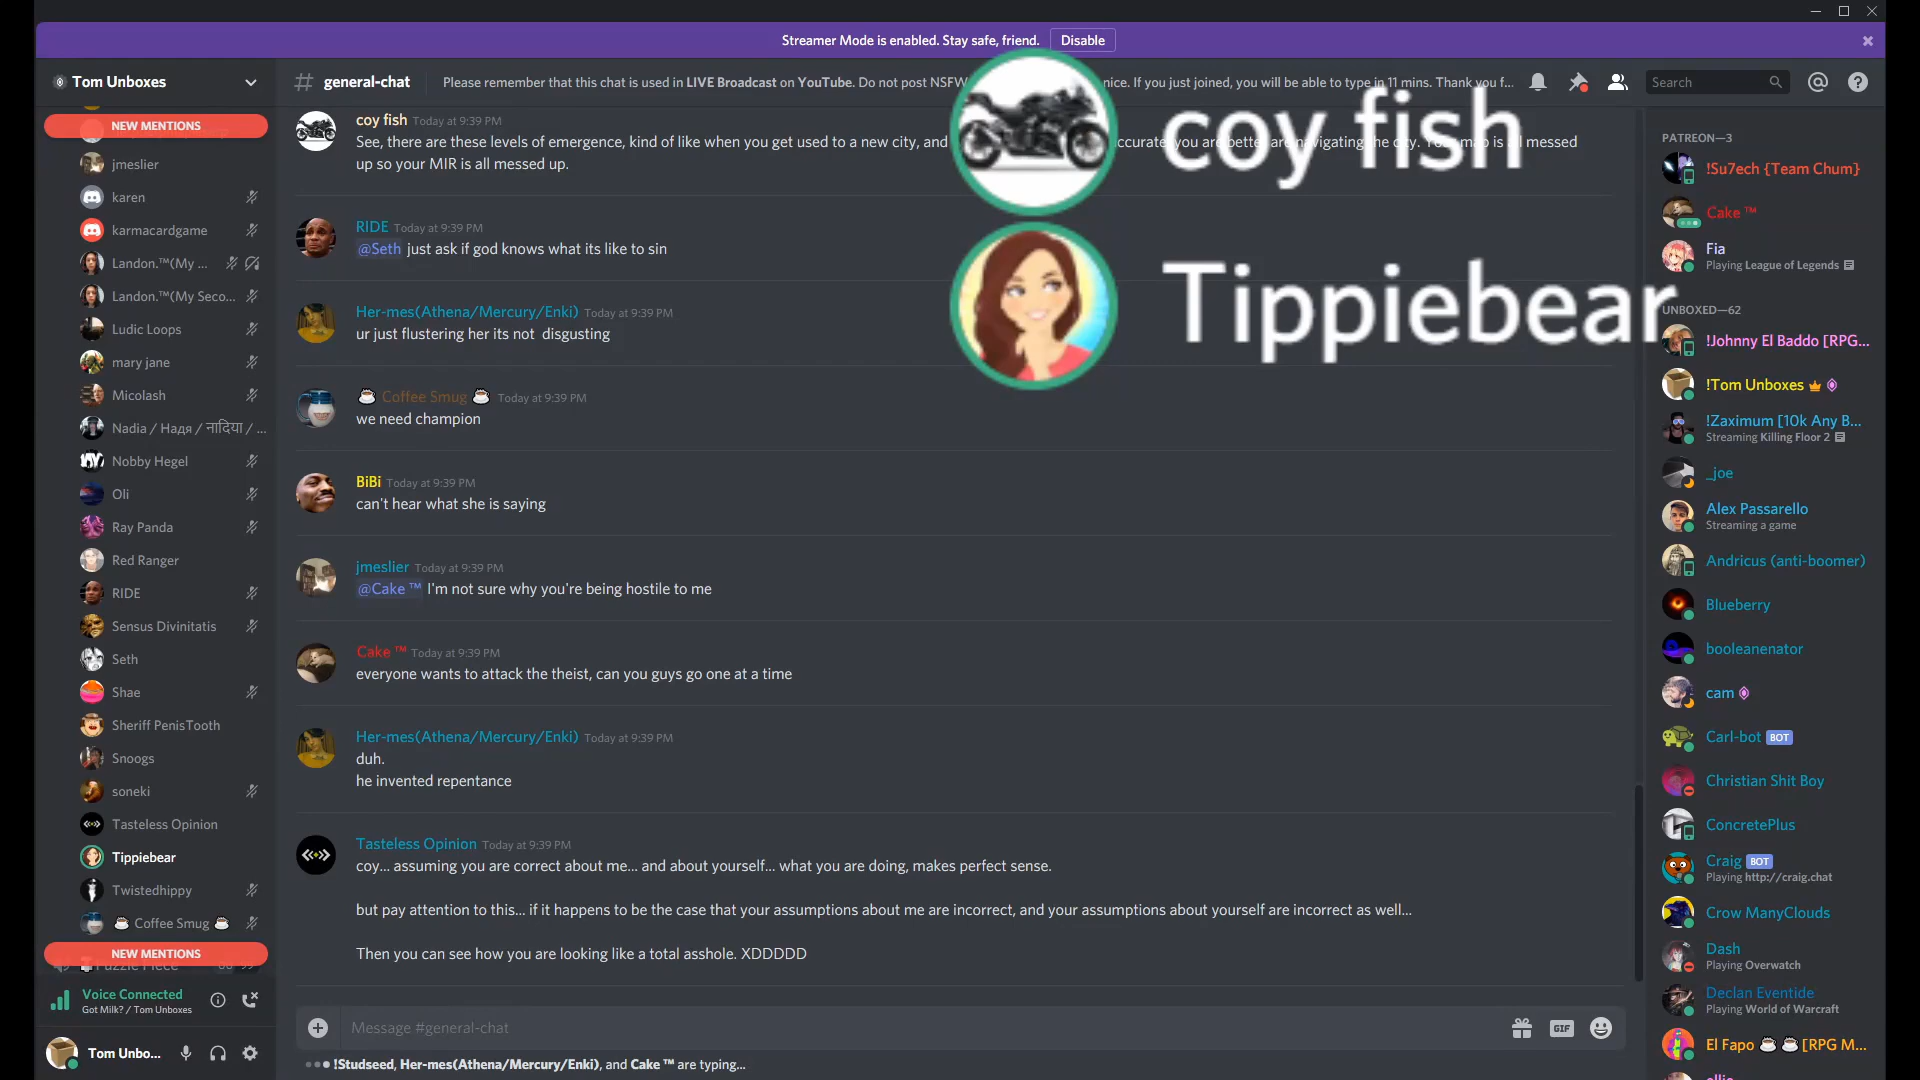 Streamer Mode is enabled. Stay safe, friend. Disable
Tom Unboxes
NEW MENTIONS
jmeslier
karen
karmacardgame
Landon.™(My ...
Landon.™(My Seco...
Ludic Loops
mary jane
Micolash
Nadia / Надя / नादिया / ...
Nobby Hegel
Oli
Ray Panda
Red Ranger
RIDE
Sensus Divinitatis
Seth
Shae
Sheriff PenisTooth
Snoogs
soneki
Tasteless Opinion
Tippiebear
Twistedhippy
☕ Coffee Smug ☕
NEW MENTIONS
Voice Connected
Got Milk? / Tom Unboxes
Tom Unbo...
# general-chat
Please remember that this chat is used in LIVE Broadcast on YouTube. Do not post NSFW nice. If you just joined, you will be able to type in 11 mins. Thank you f...
Search
coy fish
Tippiebear
coy fish Today at 9:39 PM
See, there are these levels of emergence, kind of like when you get used to a new city, and accurate you are better are navigating the city. Your map is all messed
up so your MIR is all messed up.
RIDE Today at 9:39 PM
@Seth just ask if god knows what its like to sin
Her-mes(Athena/Mercury/Enki) Today at 9:39 PM
ur just flustering her its not disgusting
☕ Coffee Smug ☕ Today at 9:39 PM
we need champion
BiBi Today at 9:39 PM
can't hear what she is saying
jmeslier Today at 9:39 PM
@Cake ™ I'm not sure why you're being hostile to me
Cake ™ Today at 9:39 PM
everyone wants to attack the theist, can you guys go one at a time
Her-mes(Athena/Mercury/Enki) Today at 9:39 PM
duh.
he invented repentance
Tasteless Opinion Today at 9:39 PM
coy... assuming you are correct about me... and about yourself... what you are doing, makes perfect sense.
but pay attention to this... if it happens to be the case that your assumptions about me are incorrect, and your assumptions about yourself are incorrect as well...
Then you can see how you are looking like a total asshole. XDDDDD
Message #general-chat
GIF
!Studseed, Her-mes(Athena/Mercury/Enki), and Cake ™ are typing...
PATREON—3
!Su7ech {Team Chum}
Cake ™
Fia
Playing League of Legends
UNBOXED—62
!Johnny El Baddo [RPG...
!Tom Unboxes
!Zaximum [10k Any B...
Streaming Killing Floor 2
_joe
Alex Passarello
Streaming a game
Andricus (anti-boomer)
Blueberry
booleanenator
cam
Carl-bot BOT
Christian Shit Boy
ConcretePlus
Craig BOT
Playing http://craig.chat
Crow ManyClouds
Dash
Playing Overwatch
Declan Eventide
Playing World of Warcraft
El Fapo ☕ ☕ [RPG M...